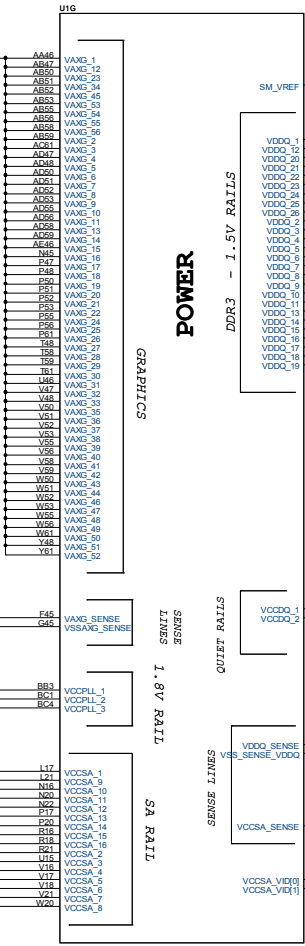 U1G
AA46 VAXG_1
AB47 VAXG_12
AB50 VAXG_23
AB51 VAXG_34
AB52 VAXG_45
AB53 VAXG_53
AB55 VAXG_54
AB56 VAXG_55
AB58 VAXG_56
AB59 VAXG_2
AC61 VAXG_3
AD47 VAXG_4
AD48 VAXG_5
AD50 VAXG_6
AD51 VAXG_7
AD52 VAXG_8
AD53 VAXG_9
AD55 VAXG_10
AD56 VAXG_11
AD58 VAXG_13
AD59 VAXG_14
AE46 VAXG_15
N45 VAXG_16
P47 VAXG_17
P48 VAXG_18
P50 VAXG_19
P51 VAXG_20
P52 VAXG_21
P53 VAXG_22
P55 VAXG_24
P56 VAXG_25
P61 VAXG_26
T48 VAXG_27
T58 VAXG_28
T59 VAXG_29
T61 VAXG_30
U46 VAXG_31
V47 VAXG_32
V48 VAXG_33
V50 VAXG_35
V51 VAXG_36
V52 VAXG_37
V53 VAXG_38
V55 VAXG_39
V56 VAXG_40
V58 VAXG_41
V59 VAXG_42
W50 VAXG_43
W51 VAXG_44
W52 VAXG_46
W53 VAXG_47
W55 VAXG_48
W56 VAXG_49
W61 VAXG_50
Y48 VAXG_51
Y61 VAXG_52
GRAPHICS
F45 VAXG_SENSE
G45 VSSAXG_SENSE
SENSE
LINES
BB3 VCCPLL_1
BC1 VCCPLL_2
BC4 VCCPLL_3
1.8V RAIL
L17 VCCSA_1
L21 VCCSA_9
N16 VCCSA_10
N20 VCCSA_11
N22 VCCSA_12
P17 VCCSA_13
P20 VCCSA_14
R16 VCCSA_15
R18 VCCSA_16
R21 VCCSA_2
U15 VCCSA_3
V16 VCCSA_4
V17 VCCSA_5
V18 VCCSA_6
V21 VCCSA_7
W20 VCCSA_8
SA RAIL
POWER
SM_VREF
DDR3 - 1.5V RAILS
VDDQ_1
VDDQ_12
VDDQ_20
VDDQ_21
VDDQ_22
VDDQ_23
VDDQ_24
VDDQ_25
VDDQ_26
VDDQ_2
VDDQ_3
VDDQ_4
VDDQ_5
VDDQ_6
VDDQ_7
VDDQ_8
VDDQ_9
VDDQ_10
VDDQ_11
VDDQ_13
VDDQ_14
VDDQ_15
VDDQ_16
VDDQ_17
VDDQ_18
VDDQ_19
QUIET RAILS
VCCDQ_1
VCCDQ_2
SENSE LINES
VDDQ_SENSE
VSS_SENSE_VDDQ
VCCSA_SENSE
VCCSA_VID[0]
VCCSA_VID[1]